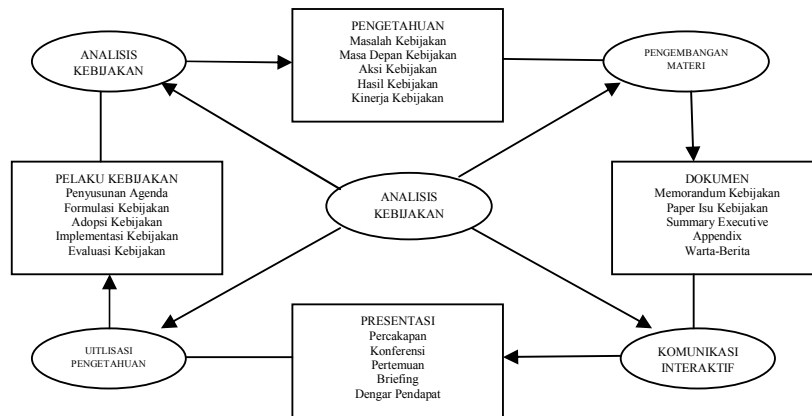 ANALISIS
KEBIJAKAN
PENGETAHUAN
Masalah Kebijakan
Masa Depan Kebijakan
Aksi Kebijakan
Hasil Kebijakan
Kinerja Kebijakan
PENGEMBANGAN
MATERI
PELAKU KEBIJAKAN
Penyusunan Agenda
Formulasi Kebijakan
Adopsi Kebijakan
Implementasi Kebijakan
Evaluasi Kebijakan
ANALISIS
KEBIJAKAN
DOKUMEN
Memorandum Kebijakan
Paper Isu Kebijakan
Summary Executive
Appendix
Warta-Berita
UITLISASI
PENGETAHUAN
PRESENTASI
Percakapan
Konferensi
Pertemuan
Briefing
Dengar Pendapat
KOMUNIKASI
INTERAKTIF